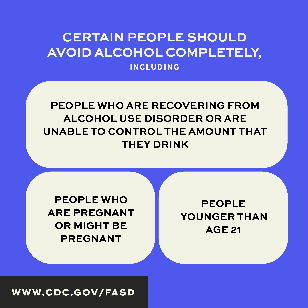 CERTAIN PEOPLE SHOULD
AVOID ALCOHOL COMPLETELY,
INCLUDING
PEOPLE WHO ARE RECOVERING FROM
ALCOHOL USE DISORDER OR ARE
UNABLE TO CONTROL THE AMOUNT THAT
THEY DRINK
PEOPLE WHO
ARE PREGNANT
OR MIGHT BE
PREGNANT
PEOPLE
YOUNGER THAN
AGE 21
WWW.CDC.GOV/FASD